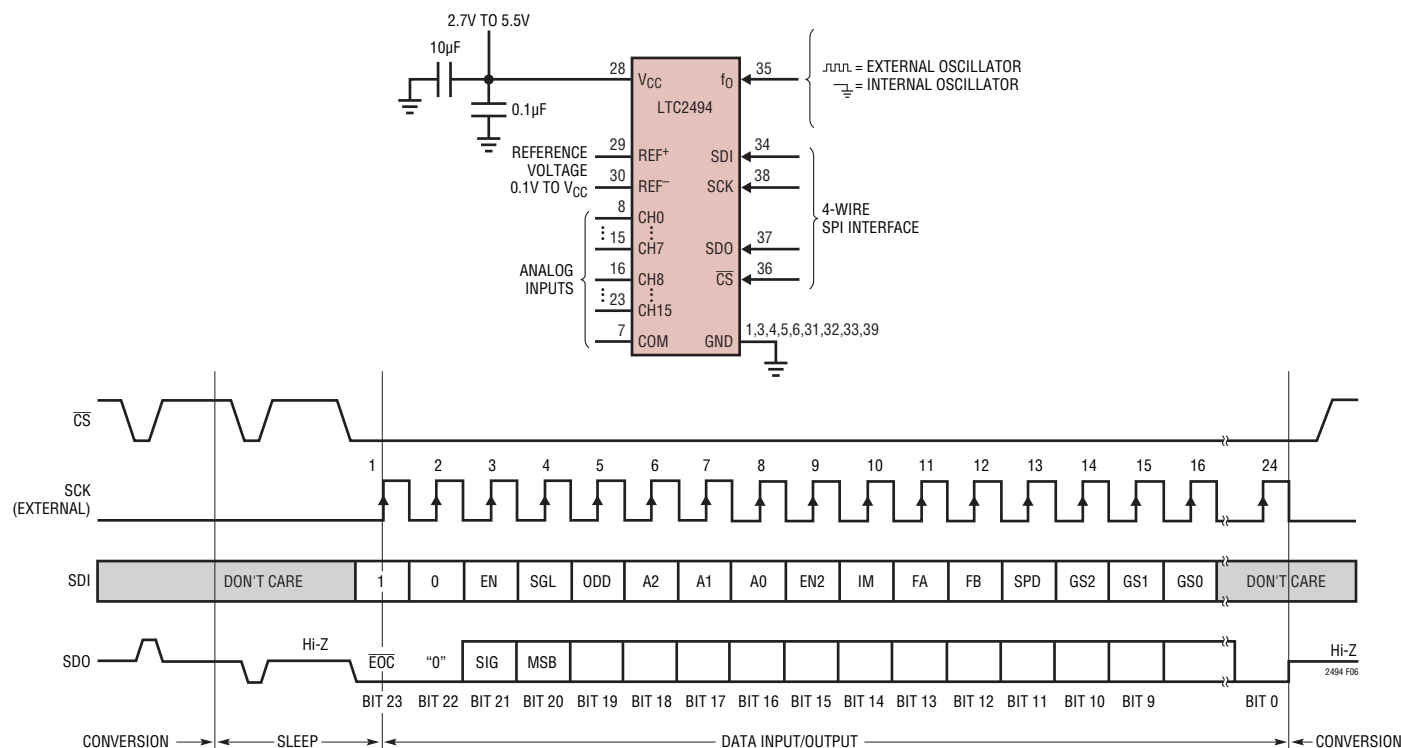 2.7V TO 5.5V
10µF
0.1µF
28
VCC
fO
35
= EXTERNAL OSCILLATOR
= INTERNAL OSCILLATOR
LTC2494
REFERENCE
VOLTAGE
0.1V TO VCC
29
REF+
30
REF–
SDI
34
SCK
38
4-WIRE
SPI INTERFACE
SDO
37
CS
36
ANALOG
INPUTS
8
CH0
15
CH7
16
CH8
23
CH15
7
COM
GND
1,3,4,5,6,31,32,33,39
CS
SCK
(EXTERNAL)
1 2 3 4 5 6 7 8 9 10 11 12 13 14 15 16 24
SDI
DON'T CARE 1 0 EN SGL ODD A2 A1 A0 EN2 IM FA FB SPD GS2 GS1 GS0 DON'T CARE
SDO
Hi-Z EOC “0” SIG MSB Hi-Z
2494 F06
BIT 23 BIT 22 BIT 21 BIT 20 BIT 19 BIT 18 BIT 17 BIT 16 BIT 15 BIT 14 BIT 13 BIT 12 BIT 11 BIT 10 BIT 9 BIT 0
CONVERSION SLEEP DATA INPUT/OUTPUT CONVERSION